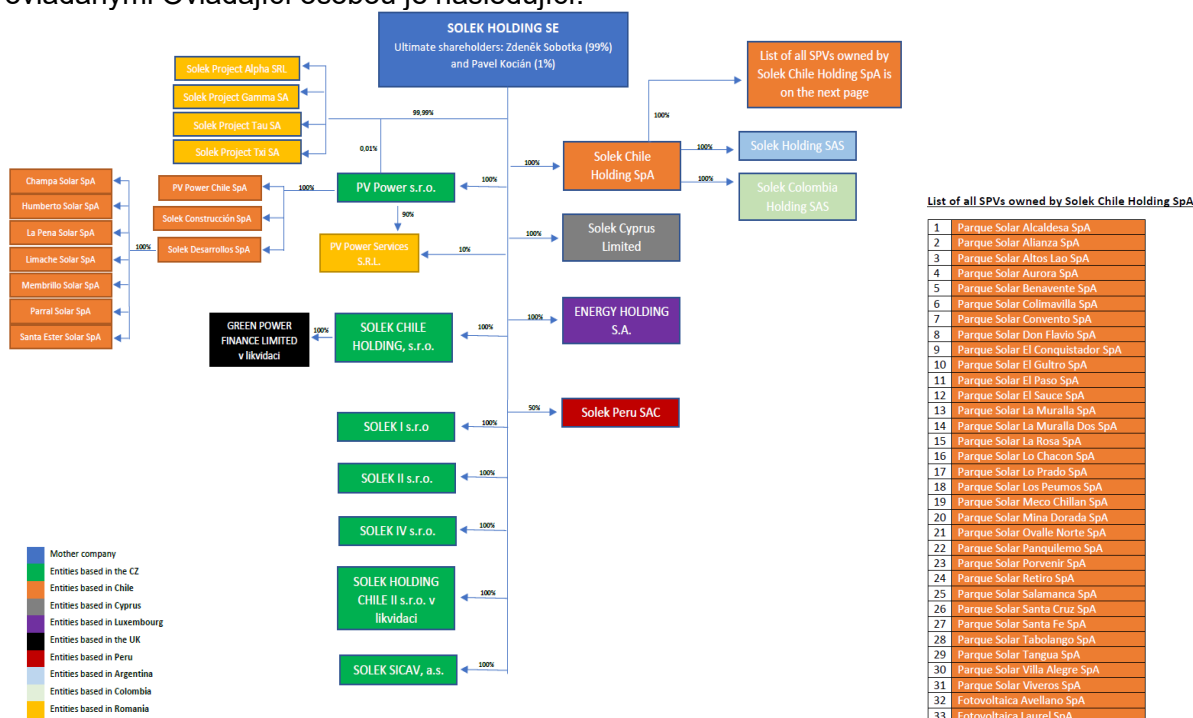 ovládanými Ovládající osobou je následující:
SOLEK HOLDING SE
Ultimate shareholders: Zdeněk Sobotka (99%)
and Pavel Kocián (1%)
List of all SPVs owned by
Solek Chile Holding SpA is
on the next page
Solek Project Alpha SRL
Solek Project Gamma SA
Solek Project Tau SA
Solek Project Txi SA
99,99%
0,01%
100%
Solek Chile
Holding SpA
100%
100%
Solek Holding SAS
100%
Solek Colombia
Holding SAS
Champa Solar SpA
Humberto Solar SpA
La Pena Solar SpA
Limache Solar SpA
Membrillo Solar SpA
Parral Solar SpA
Santa Ester Solar SpA
100%
PV Power Chile SpA
Solek Construcción SpA
Solek Desarrollos SpA
100%
PV Power s.r.o.
100%
90%
PV Power Services
S.R.L.
10%
100%
Solek Cyprus
Limited
GREEN POWER
FINANCE LIMITED
v likvidaci
100%
SOLEK CHILE
HOLDING, s.r.o.
100%
100%
ENERGY HOLDING
S.A.
50%
Solek Peru SAC
SOLEK I s.r.o
100%
SOLEK II s.r.o.
100%
SOLEK IV s.r.o.
100%
SOLEK HOLDING
CHILE II s.r.o. v
likvidaci
100%
SOLEK SICAV, a.s.
100%
Mother company
Entities based in the CZ
Entities based in Chile
Entities based in Cyprus
Entities based in Luxembourg
Entities based in the UK
Entities based in Peru
Entities based in Argentina
Entities based in Colombia
Entities based in Romania
List of all SPVs owned by Solek Chile Holding SpA
1 Parque Solar Alcaldesa SpA
2 Parque Solar Alianza SpA
3 Parque Solar Altos Lao SpA
4 Parque Solar Aurora SpA
5 Parque Solar Benavente SpA
6 Parque Solar Colimavilla SpA
7 Parque Solar Convento SpA
8 Parque Solar Don Flavio SpA
9 Parque Solar El Conquistador SpA
10 Parque Solar El Gultro SpA
11 Parque Solar El Paso SpA
12 Parque Solar El Sauce SpA
13 Parque Solar La Muralla SpA
14 Parque Solar La Muralla Dos SpA
15 Parque Solar La Rosa SpA
16 Parque Solar Lo Chacon SpA
17 Parque Solar Lo Prado SpA
18 Parque Solar Los Peumos SpA
19 Parque Solar Meco Chillan SpA
20 Parque Solar Mina Dorada SpA
21 Parque Solar Ovalle Norte SpA
22 Parque Solar Panquilemo SpA
23 Parque Solar Porvenir SpA
24 Parque Solar Retiro SpA
25 Parque Solar Salamanca SpA
26 Parque Solar Santa Cruz SpA
27 Parque Solar Santa Fe SpA
28 Parque Solar Tabolango SpA
29 Parque Solar Tangua SpA
30 Parque Solar Villa Alegre SpA
31 Parque Solar Viveros SpA
32 Fotovoltaica Avellano SpA
33 Fotovoltaica Laurel SpA